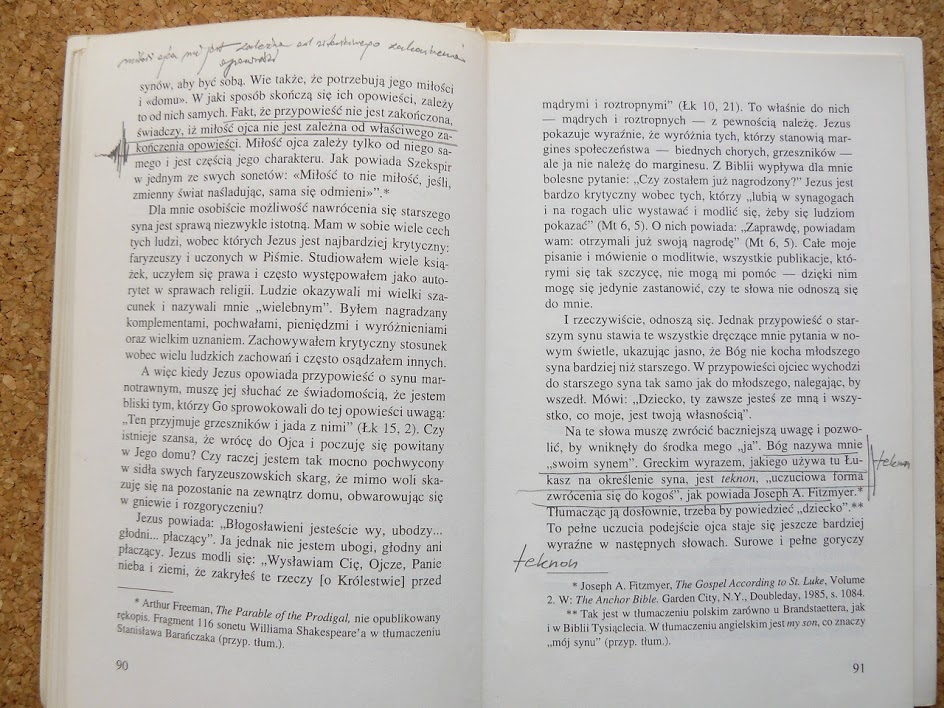 miłość ojca nie jest zależna od właściwego zakończenia
opowieści
synów, aby być sobą. Wie także, że potrzebują jego miłości
i «domu». W jaki sposób skończą się ich opowieści, zależy
to od nich samych. Fakt, że przypowieść nie jest zakończona,
świadczy, iż miłość ojca nie jest zależna od właściwego za-
kończenia opowieści. Miłość ojca zależy tylko od niego sa-
mego i jest częścią jego charakteru. Jak powiada Szekspir
w jednym ze swych sonetów: «Miłość to nie miłość, jeśli,
zmienny świat naśladując, sama się odmieni»”.*
Dla mnie osobiście możliwość nawrócenia się starszego
syna jest sprawą niezwykle istotną. Mam w sobie wiele cech
tych ludzi, wobec których Jezus jest najbardziej krytyczny:
faryzeuszy i uczonych w Piśmie. Studiowałem wiele ksią-
żek, uczyłem się prawa i często występowałem jako auto-
rytet w sprawach religii. Ludzie okazywali mi wielki sza-
cunek i nazywali mnie „wielebnym”. Byłem nagradzany
komplementami, pochwałami, pieniędzmi i wyróżnieniami
oraz wielkim uznaniem. Zachowywałem krytyczny stosunek
wobec wielu ludzkich zachowań i często osądzałem innych.
A więc kiedy Jezus opowiada przypowieść o synu mar-
notrawnym, muszę jej słuchać ze świadomością, że jestem
bliski tym, którzy Go sprowokowali do tej opowieści uwagą:
„Ten przyjmuje grzeszników i jada z nimi” (Łk 15, 2). Czy
istnieje szansa, że wrócę do Ojca i poczuję się powitany
w Jego domu? Czy raczej jestem tak mocno pochwycony
w sidła swych faryzeuszowskich skarg, że mimo woli ska-
zuję się na pozostanie na zewnątrz domu, obwarowując się
w gniewie i rozgoryczeniu?
Jezus powiada: „Błogosławieni jesteście wy, ubodzy...
głodni... płaczący”. Ja jednak nie jestem ubogi, głodny ani
płaczący. Jezus modli się: „Wysławiam Cię, Ojcze, Panie
nieba i ziemi, że zakryłeś te rzeczy [o Królestwie] przed
* Arthur Freeman, The Parable of the Prodigal, nie opublikowany
rękopis. Fragment 116 sonetu Williama Shakespeare’a w tłumaczeniu
Stanisława Barańczaka (przyp. tłum.).
90
mądrymi i roztropnymi” (Łk 10, 21). To właśnie do nich
— mądrych i roztropnych — z pewnością należę. Jezus
pokazuje wyraźnie, że wyróżnia tych, którzy stanowią mar-
gines społeczeństwa — biednych chorych, grzeszników —
ale ja nie należę do marginesu. Z Biblii wypływa dla mnie
bolesne pytanie: „Czy zostałem już nagrodzony?” Jezus jest
bardzo krytyczny wobec tych, którzy „lubią w synagogach
i na rogach ulic wystawać i modlić się, żeby się ludziom
pokazać” (Mt 6, 5). O nich powiada: „Zaprawdę, powiadam
wam: otrzymali już swoją nagrodę” (Mt 6, 5). Całe moje
pisanie i mówienie o modlitwie, wszystkie publikacje, któ-
rymi się tak szczycę, nie mogą mi pomóc — dzięki nim
mogę się jedynie zastanowić, czy te słowa nie odnoszą się
do mnie.
I rzeczywiście, odnoszą się. Jednak przypowieść o star-
szym synu stawia te wszystkie dręczące mnie pytania w no-
wym świetle, ukazując jasno, że Bóg nie kocha młodszego
syna bardziej niż starszego. W przypowieści ojciec wychodzi
do starszego syna tak samo jak do młodszego, nalegając, by
wszedł. Mówi: „Dziecko, ty zawsze jesteś ze mną i wszy-
stko, co moje, jest twoją własnością”.
Na te słowa muszę zwrócić baczniejszą uwagę i pozwo-
lić, by wniknęły do środka mego „ja”. Bóg nazywa mnie
„swoim synem”. Greckim wyrazem, jakiego używa tu Łu-
kasz na określenie syna, jest teknon, „uczuciowa forma
zwrócenia się do kogoś”, jak powiada Joseph A. Fitzmyer.*
Tłumacząc ją dosłownie, trzeba by powiedzieć „dziecko”.**
To pełne uczucia podejście ojca staje się jeszcze bardziej
wyraźne w następnych słowach. Surowe i pełne goryczy
teknon
teknon
* Joseph A. Fitzmyer, The Gospel According to St. Luke, Volume
2. W: The Anchor Bible. Garden City, N.Y., Doubleday, 1985, s. 1084.
** Tak jest w tłumaczeniu polskim zarówno u Brandstaettera, jak
i w Biblii Tysiąclecia. W tłumaczeniu angielskim jest my son, co znaczy
„mój synu” (przyp. tłum.).
91